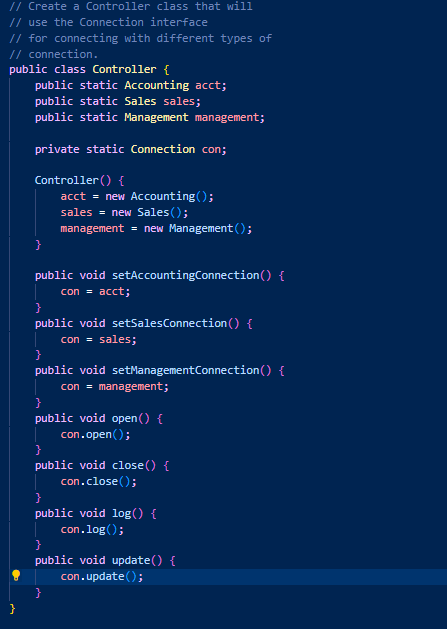 // Create a Controller class that will
// use the Connection interface
// for connecting with different types of
// connection.
public class Controller {
    public static Accounting acct;
    public static Sales sales;
    public static Management management;

    private static Connection con;

    Controller() {
        acct = new Accounting();
        sales = new Sales();
        management = new Management();
    }

    public void setAccountingConnection() {
        con = acct;
    }
    public void setSalesConnection() {
        con = sales;
    }
    public void setManagementConnection() {
        con = management;
    }
    public void open() {
        con.open();
    }
    public void close() {
        con.close();
    }
    public void log() {
        con.log();
    }
    public void update() {
        con.update();
    }
}